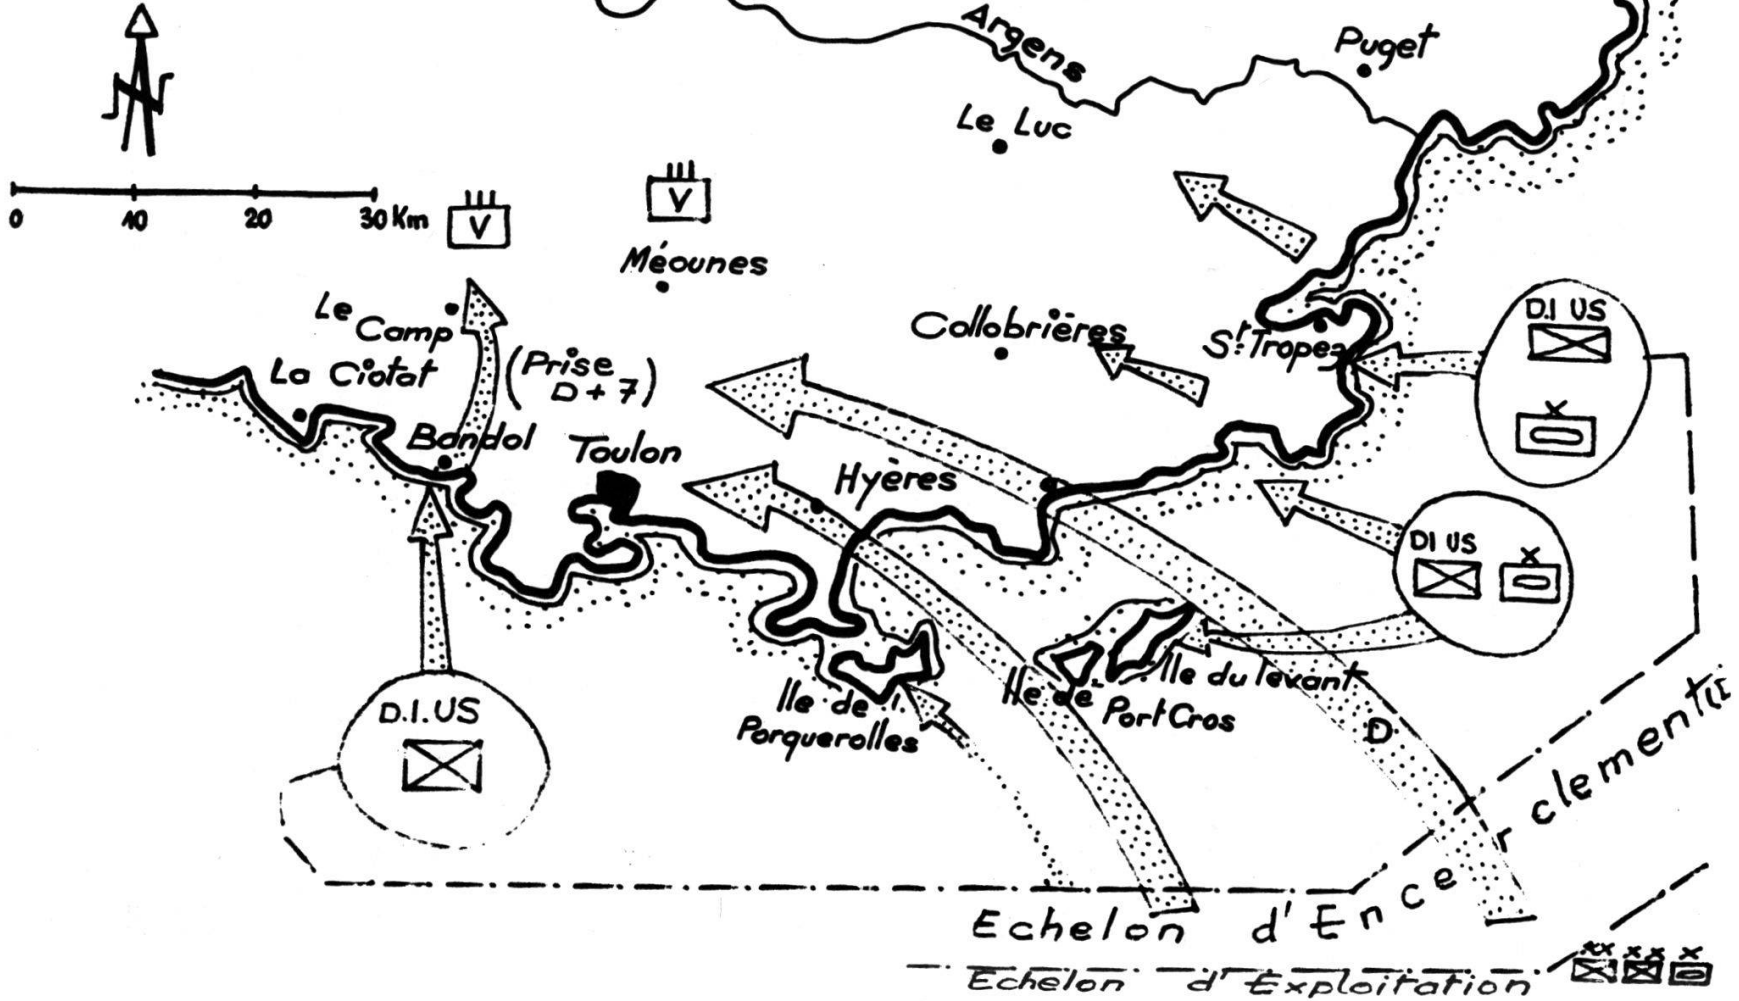 Argens
Puget
Le Luc
N
0 10 20 30 Km
V
V
Méounes
Le
Camp
La Ciotat
(Prise
D + 7)
Collobrières
St. Tropez
D.I US
Bandol
Toulon
Hyères
DI US
Ile du levant
Ile de
Port Cros
Ile de
Porquerolles
D.I. US
D
Echelon d'Encerclement
Echelon d'Exploitation